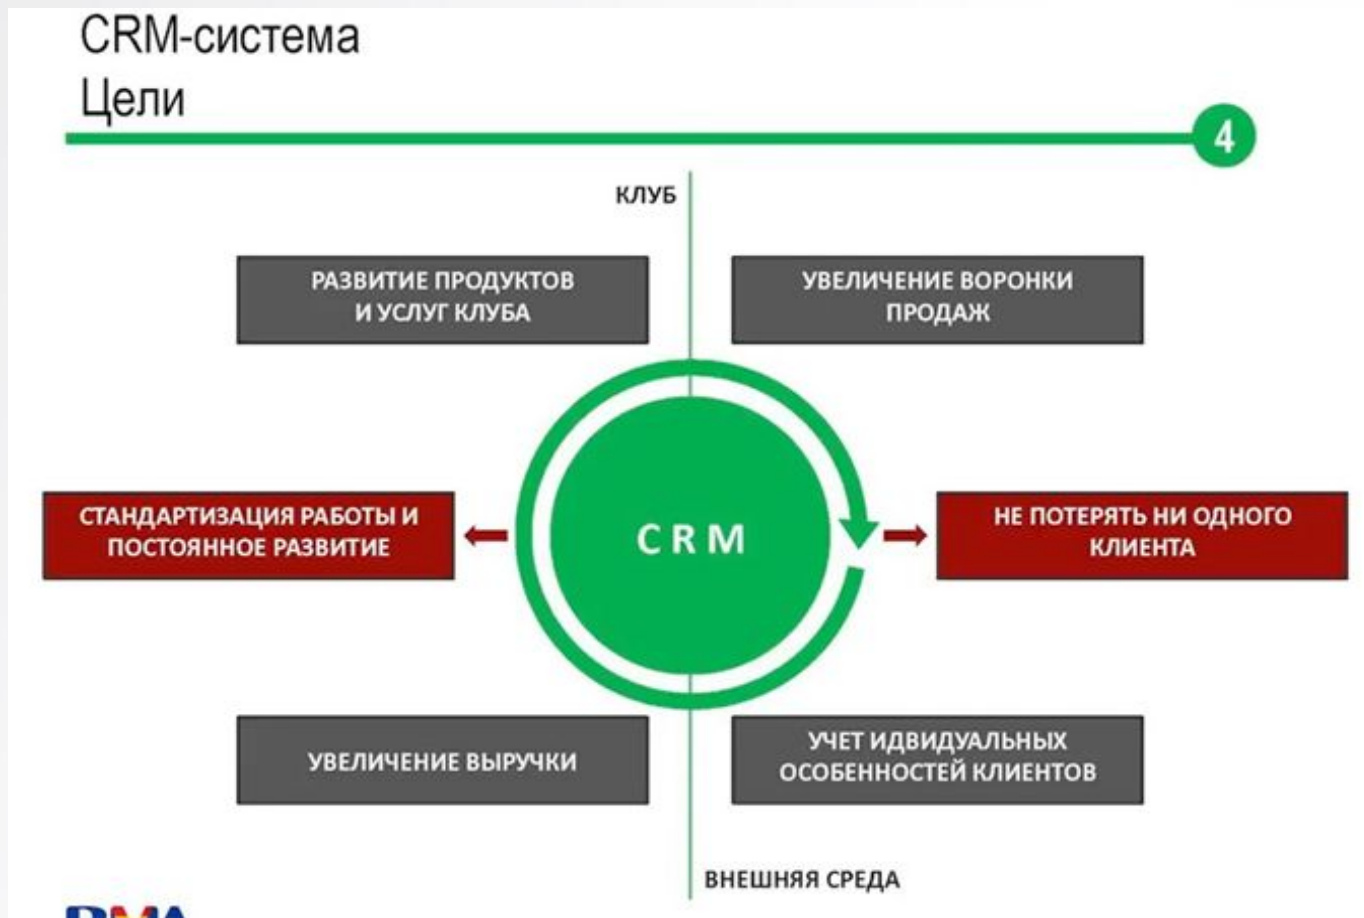 CRM-система
Цели
4
КЛУБ
РАЗВИТИЕ ПРОДУКТОВ
И УСЛУГ КЛУБА
УВЕЛИЧЕНИЕ ВОРОНКИ
ПРОДАЖ
СТАНДАРТИЗАЦИЯ РАБОТЫ И
ПОСТОЯННОЕ РАЗВИТИЕ
CRM
НЕ ПОТЕРЯТЬ НИ ОДНОГО
КЛИЕНТА
УВЕЛИЧЕНИЕ ВЫРУЧКИ
УЧЕТ ИДВИДУАЛЬНЫХ
ОСОБЕННОСТЕЙ КЛИЕНТОВ
ВНЕШНЯЯ СРЕДА